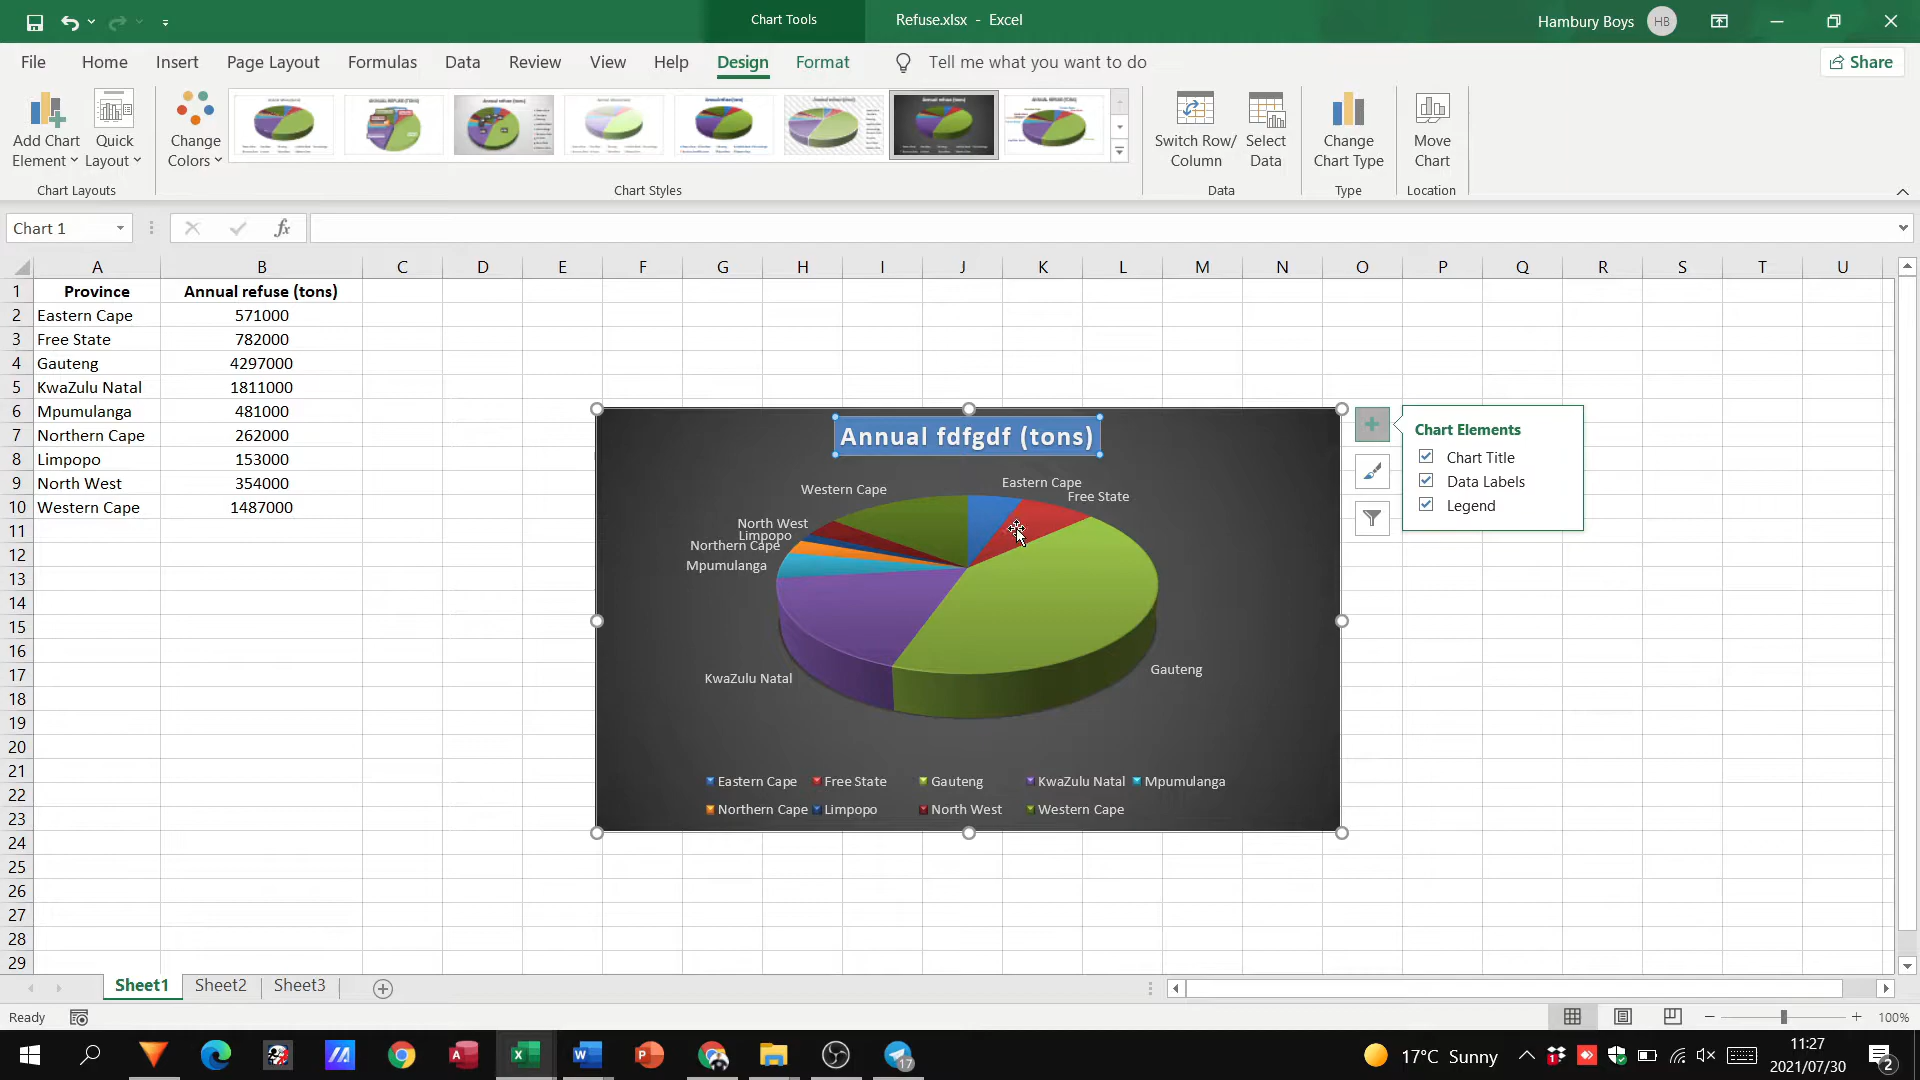 Chart Tools
Refuse.xlsx - Excel
Hambury Boys HB
File Home Insert Page Layout Formulas Data Review View Help Design Format Tell me what you want to do Share
Add Chart Element
Quick Layout
Change Colors
Switch Row/ Column
Select Data
Change Chart Type
Move Chart
Chart Layouts Chart Styles Data Type Location
Chart 1 fx
A B C D E F G H I J K L M N O P Q R S T U
1 Province Annual refuse (tons)
2 Eastern Cape 571000
3 Free State 782000
4 Gauteng 4297000
5 KwaZulu Natal 1811000
6 Mpumulanga 481000
7 Northern Cape 262000
8 Limpopo 153000
9 North West 354000
10 Western Cape 1487000
11
12
13
14
15
16
17
18
19
20
21
22
23
24
25
26
27
28
29
Annual fdfgdf (tons)
Eastern Cape
Western Cape
Free State
North West
Limpopo
Northern Cape
Mpumulanga
Gauteng
KwaZulu Natal
Eastern Cape Free State Gauteng KwaZulu Natal Mpumulanga
Northern Cape Limpopo North West Western Cape
Chart Elements
Chart Title
Data Labels
Legend
Sheet1 Sheet2 Sheet3
Ready
100%
17
17°C Sunny
11:27
2021/07/30
2